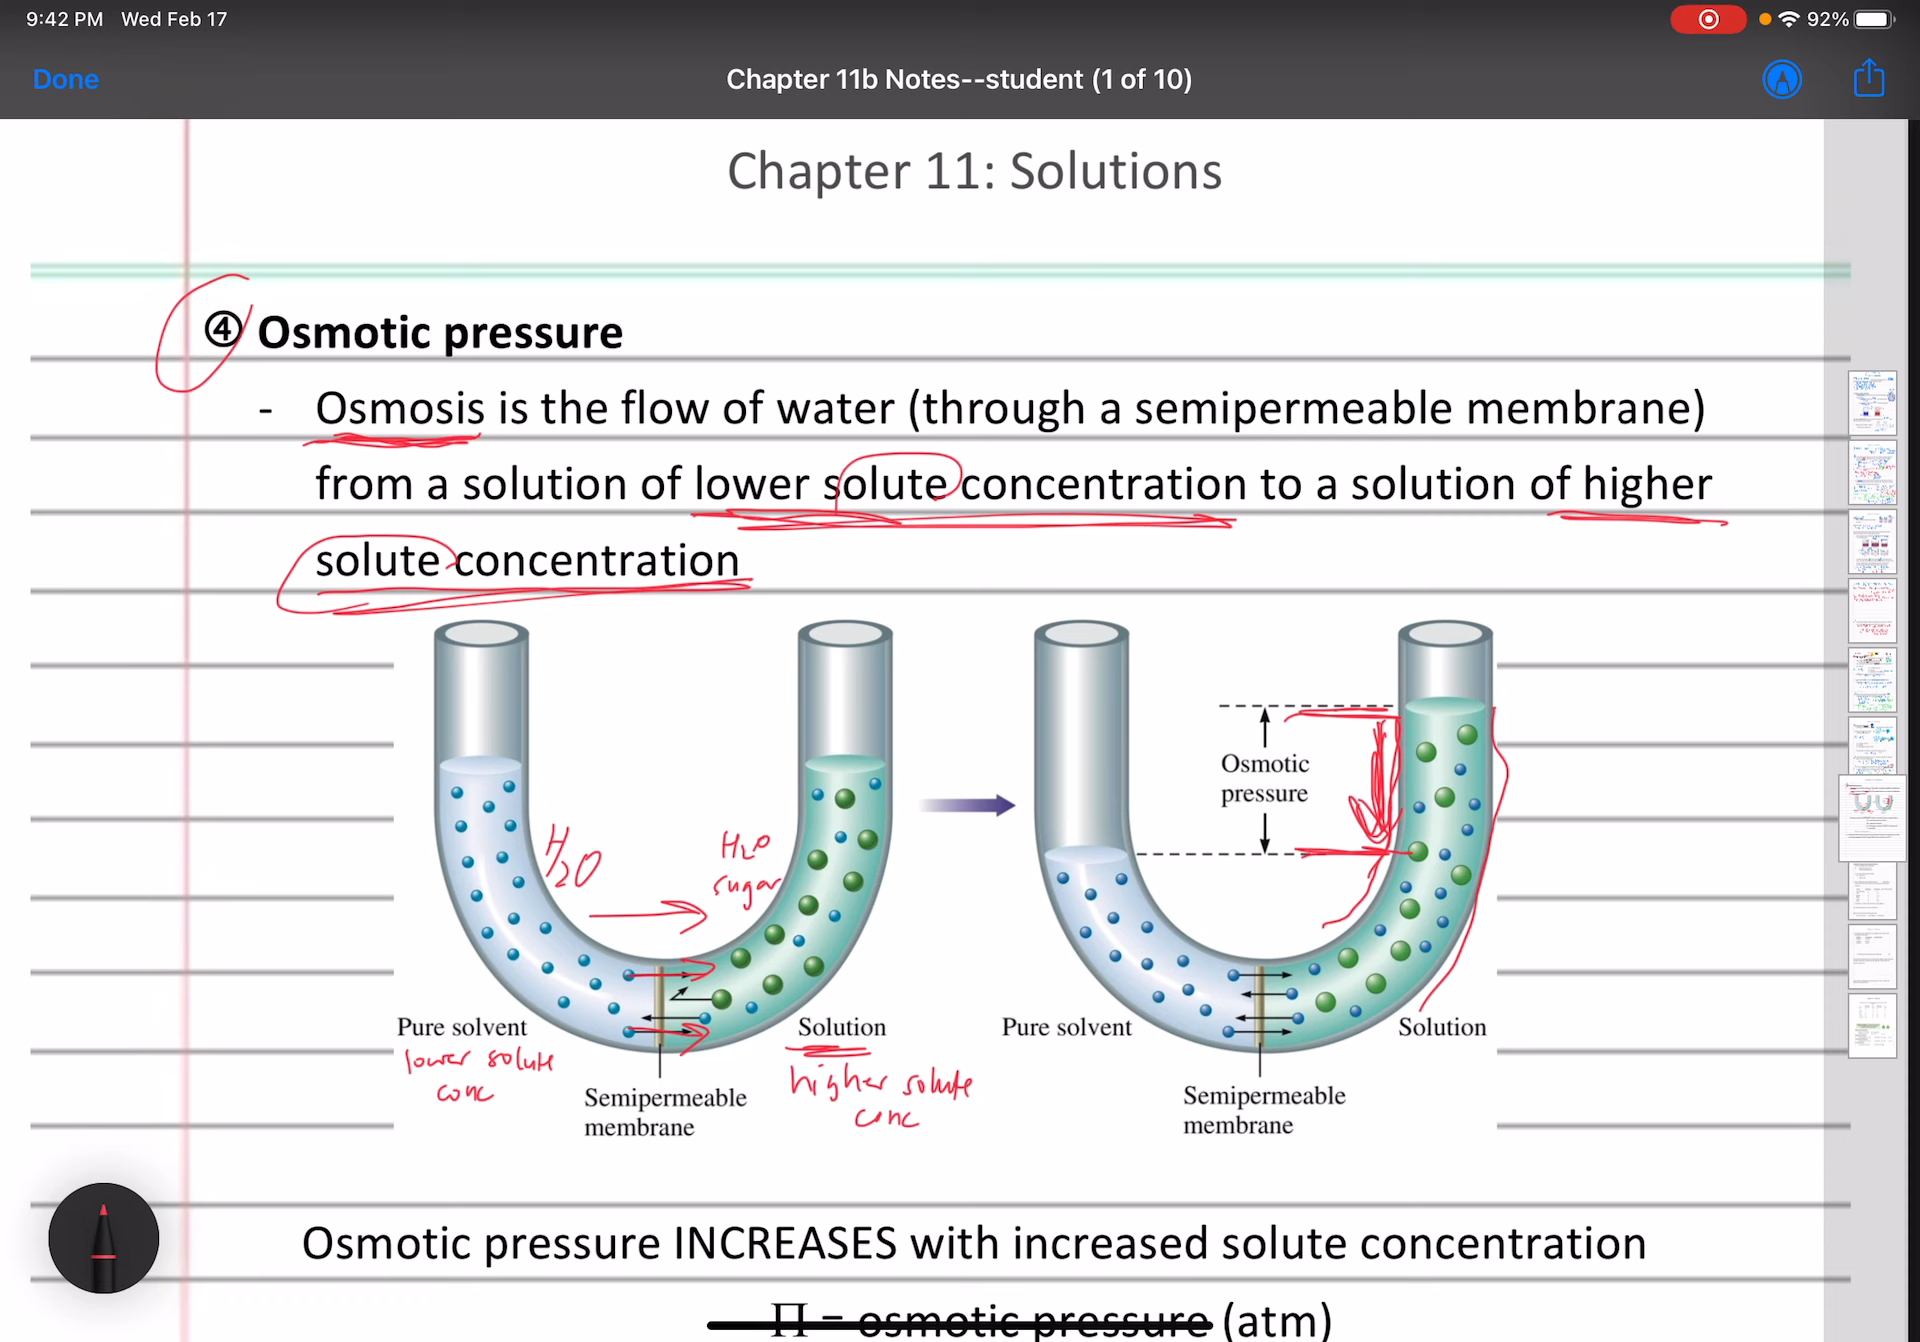 9:42 PM Wed Feb 17
92%
Done
Chapter 11b Notes--student (1 of 10)
Chapter 11: Solutions
④ Osmotic pressure
- Osmosis is the flow of water (through a semipermeable membrane)
from a solution of lower solute concentration to a solution of higher
solute concentration
Osmotic
pressure
H2O
H2O
sugar
Pure solvent
lower solute
conc
Semipermeable
membrane
Solution
higher solute
conc
Pure solvent
Semipermeable
membrane
Solution
Osmotic pressure INCREASES with increased solute concentration
Π = osmotic pressure (atm)